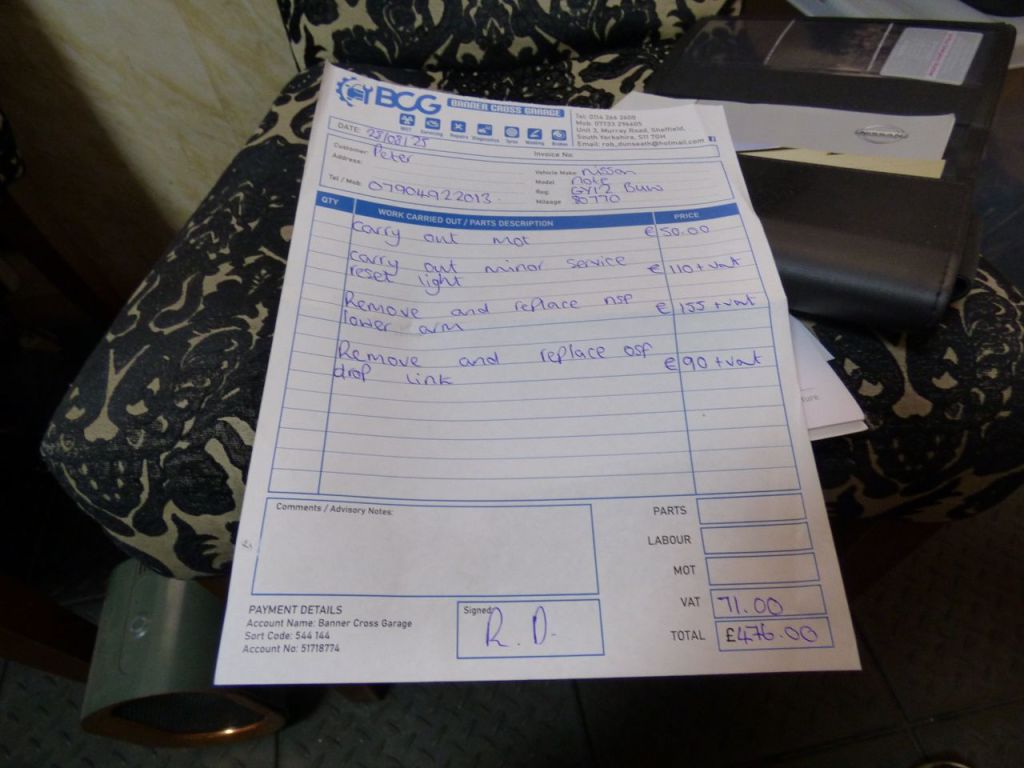 BCG BANNER CROSS GARAGE
Tel: 0114 266 2608
Mob: 07733 296605
Unit 3, Murray Road, Sheffield,
South Yorkshire, S11 7GH
Email: rob_dunseath@hotmail.com
MOT Servicing Repairs Diagnostics Tyres Welding Brakes
DATE: 23/08/25
Invoice No:
Customer: Peter
Address:
Vehicle Make: Nissan
Model: Note
Reg:
Mileage: 80770
Tel / Mob: 07904922013
QTY WORK CARRIED OUT / PARTS DESCRIPTION PRICE
Carry out mot £50.00
Carry out minor service
reset light £110 + vat
Remove and replace nsf
lower arm £155 + vat
Remove and replace osf
drop link £90 + vat
Comments / Advisory Notes:
PARTS
LABOUR
MOT
VAT 71.00
TOTAL £476.00
PAYMENT DETAILS
Account Name: Banner Cross Garage
Sort Code: 544 144
Account No: 51718774
Signed R.D.